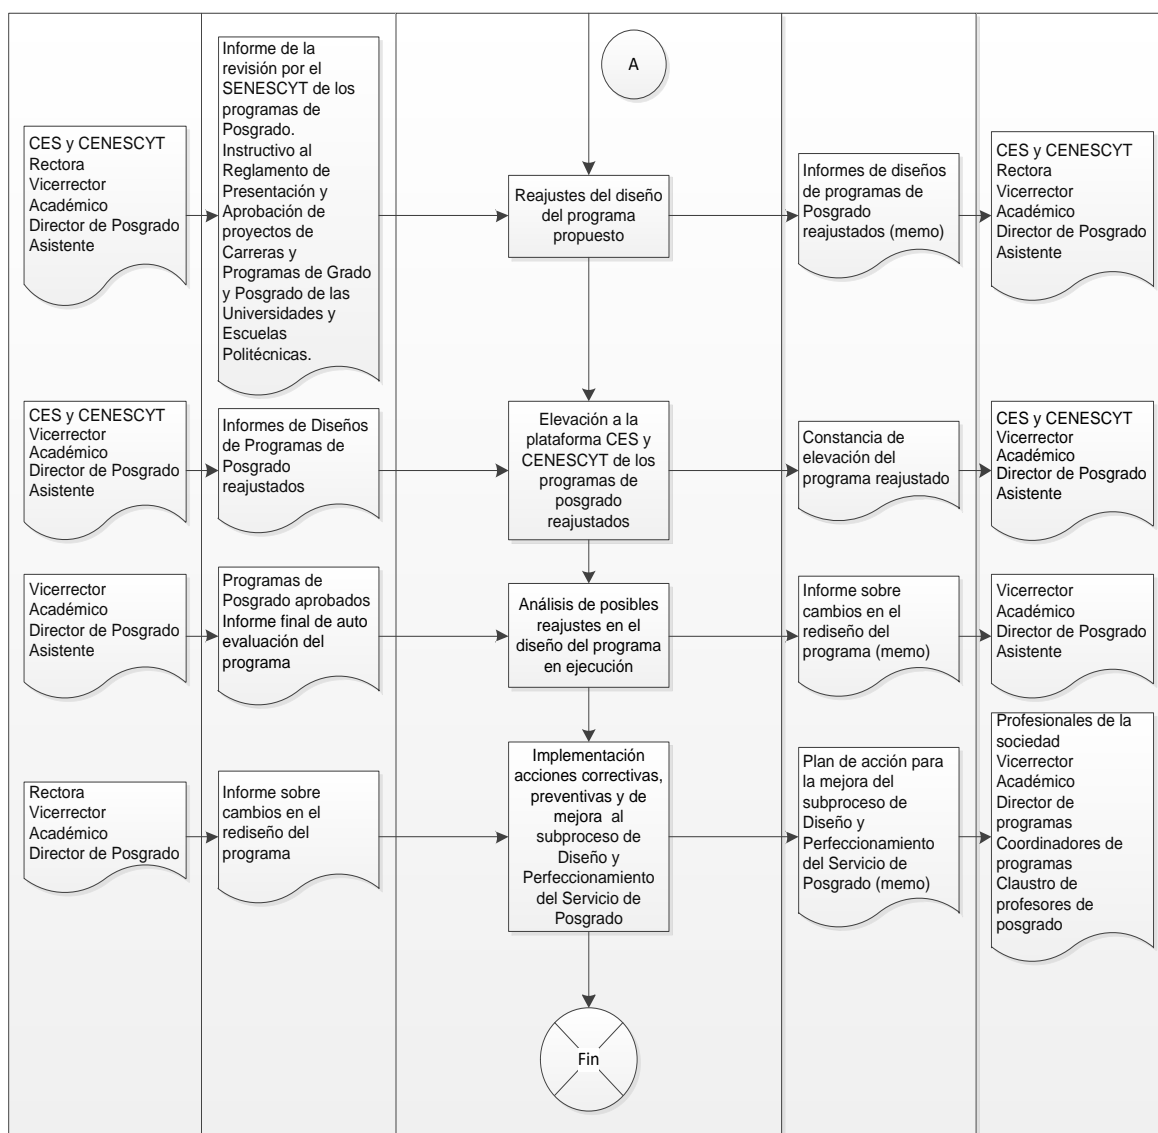 A
CES y CENESCYT
Rectora
Vicerrector
Académico
Director de Posgrado
Asistente
Informe de la
revisión por el
SENESCYT de los
programas de
Posgrado.
Instructivo al
Reglamento de
Presentación y
Aprobación de
proyectos de
Carreras y
Programas de Grado
y Posgrado de las
Universidades y
Escuelas
Politécnicas.
Reajustes del diseño
del programa
propuesto
Informes de diseños
de programas de
Posgrado
reajustados (memo)
CES y CENESCYT
Rectora
Vicerrector
Académico
Director de Posgrado
Asistente
CES y CENESCYT
Vicerrector
Académico
Director de Posgrado
Asistente
Informes de Diseños
de Programas de
Posgrado
reajustados
Elevación a la
plataforma CES y
CENESCYT de los
programas de
posgrado
reajustados
Constancia de
elevación del
programa reajustado
CES y CENESCYT
Vicerrector
Académico
Director de Posgrado
Asistente
Vicerrector
Académico
Director de Posgrado
Asistente
Programas de
Posgrado aprobados
Informe final de auto
evaluación del
programa
Análisis de posibles
reajustes en el
diseño del programa
en ejecución
Informe sobre
cambios en el
rediseño del
programa (memo)
Vicerrector
Académico
Director de Posgrado
Asistente
Rectora
Vicerrector
Académico
Director de Posgrado
Informe sobre
cambios en el
rediseño del
programa
Implementación
acciones correctivas,
preventivas y de
mejora al
subproceso de
Diseño y
Perfeccionamiento
del Servicio de
Posgrado
Plan de acción para
la mejora del
subproceso de
Diseño y
Perfeccionamiento
del Servicio de
Posgrado (memo)
Profesionales de la
sociedad
Vicerrector
Académico
Director de
programas
Coordinadores de
programas
Claustro de
profesores de
posgrado
Fin